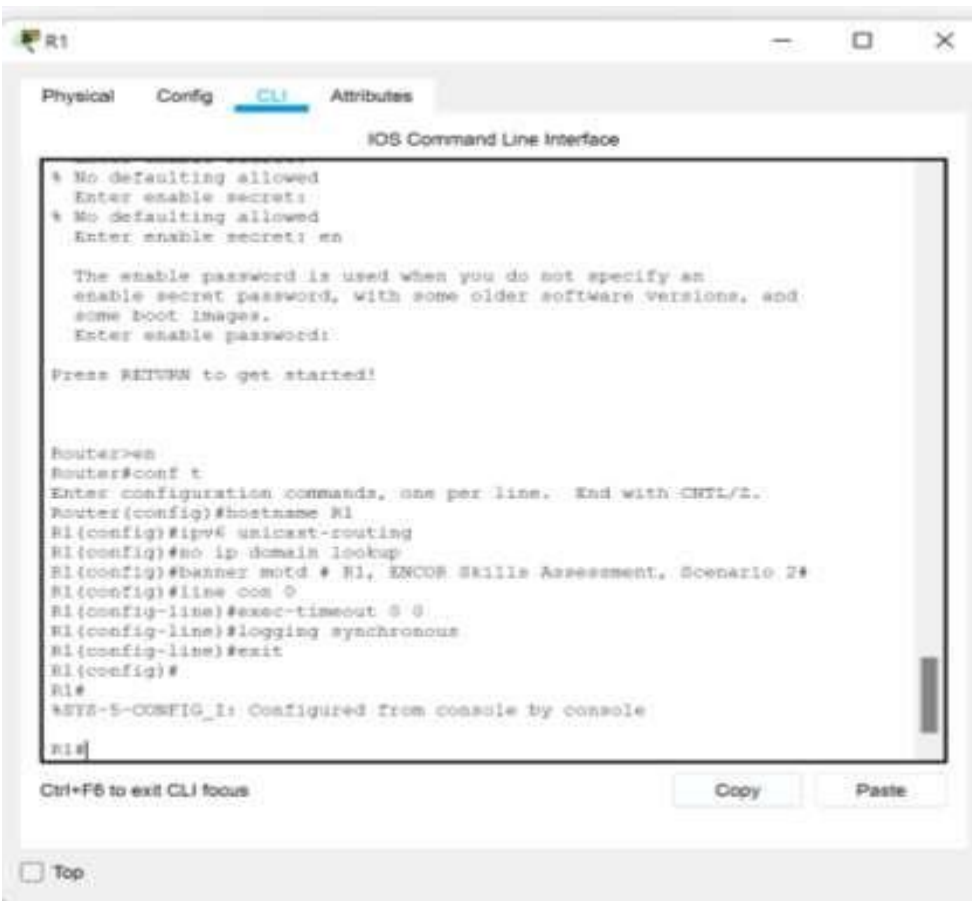 R1
Physical Config CLI Attributes
IOS Command Line Interface
% No defaulting allowed
Enter enable secret:
% No defaulting allowed
Enter enable secret: en
The enable password is used when you do not specify an
enable secret password, with some older software versions, and
some boot images.
Enter enable password:
Press RETURN to get started!
Router>en
Router#conf t
Enter configuration commands, one per line. End with CNTL/Z.
Router(config)#hostname R1
R1(config)#ipv6 unicast-routing
R1(config)#no ip domain lookup
R1(config)#banner motd # R1, ENCOR Skills Assessment, Scenario 2#
R1(config)#line con 0
R1(config-line)#exec-timeout 0 0
R1(config-line)#logging synchronous
R1(config-line)#exit
R1(config)#
R1#
%SYS-5-CONFIG_I: Configured from console by console
R1#
Ctrl+F6 to exit CLI focus
Copy Paste
Top